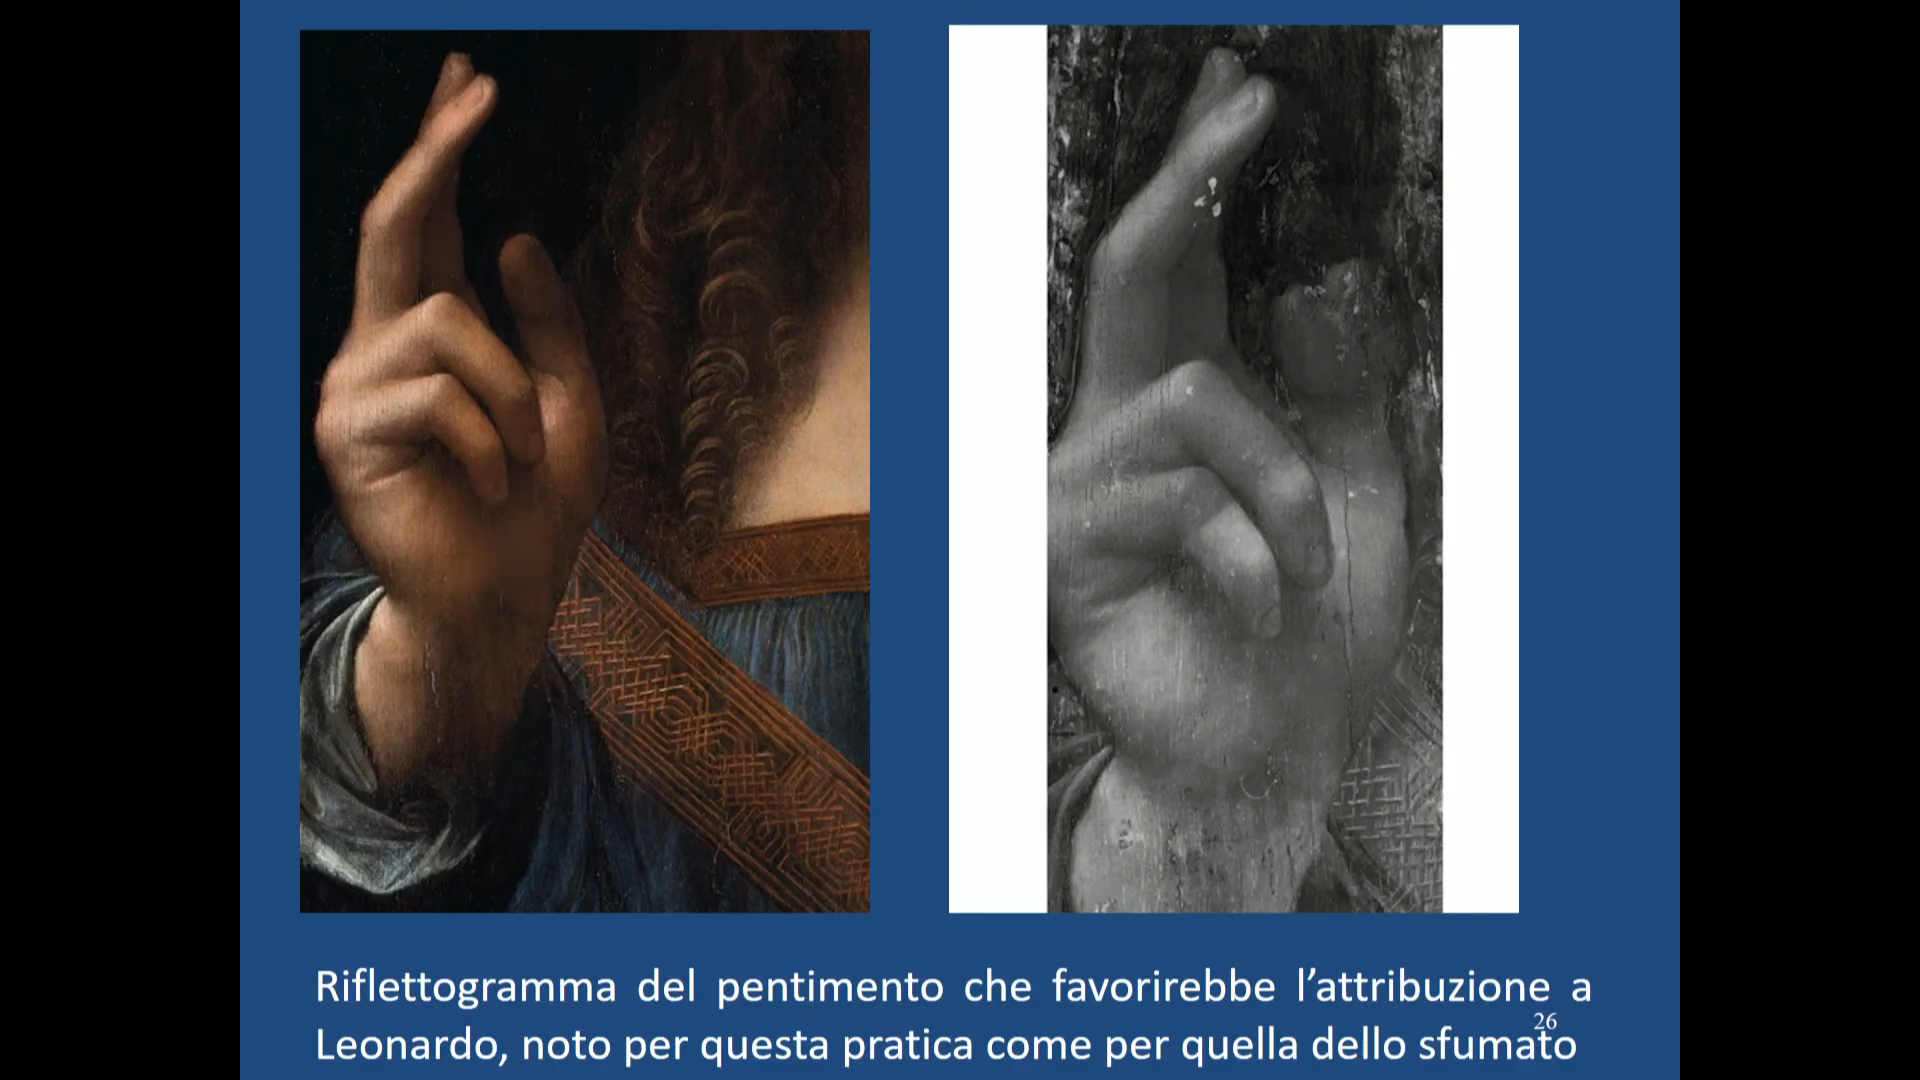 Riflettogramma del pentimento che favorirebbe l’attribuzione a
Leonardo, noto per questa pratica come per quella dello sfumato
26